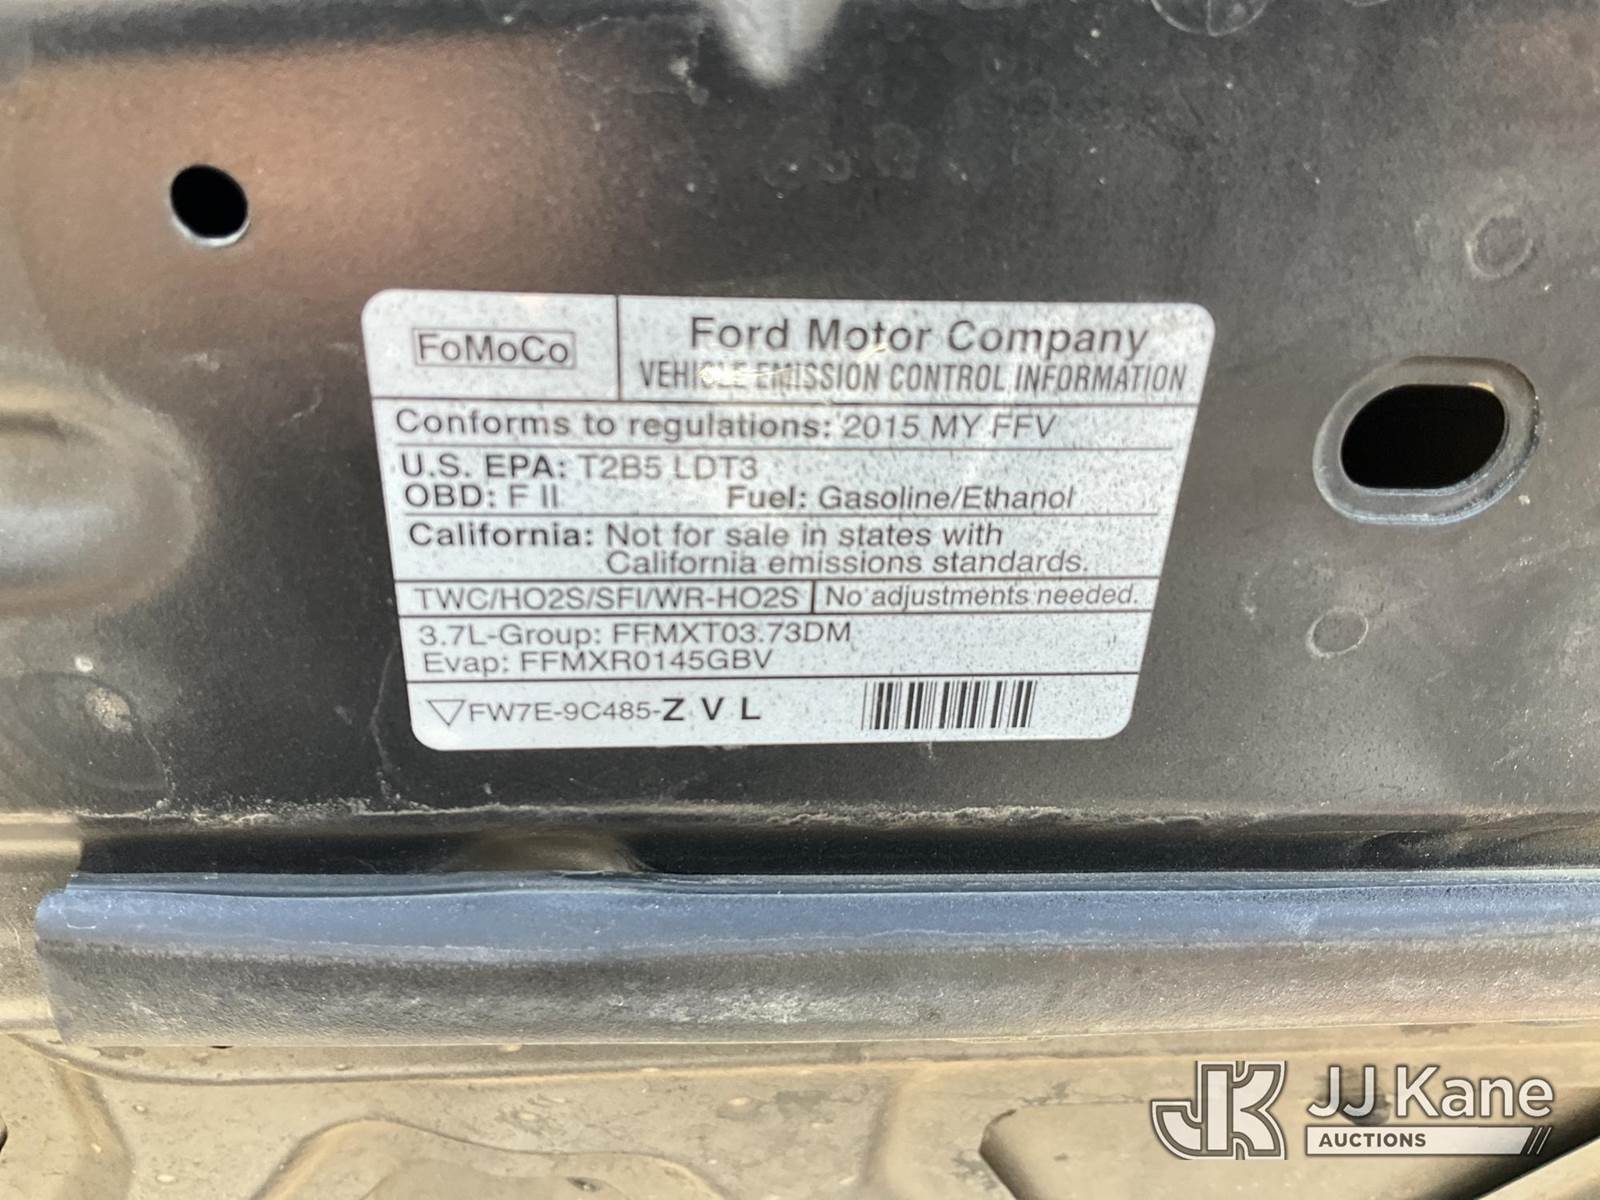 FoMoCo
Ford Motor Company
VEHICLE EMISSION CONTROL INFORMATION
Conforms to regulations: 2015 MY FFV
U.S. EPA: T2B5 LDT3
OBD: F II Fuel: Gasoline/Ethanol
California: Not for sale in states with
California emissions standards.
TWC/HO2S/SFI/WR-HO2S No adjustments needed.
3.7L-Group: FFMXT03.73DM
Evap: FFMXR0145GBV
FW7E-9C485-Z V L
JK JJ Kane
AUCTIONS